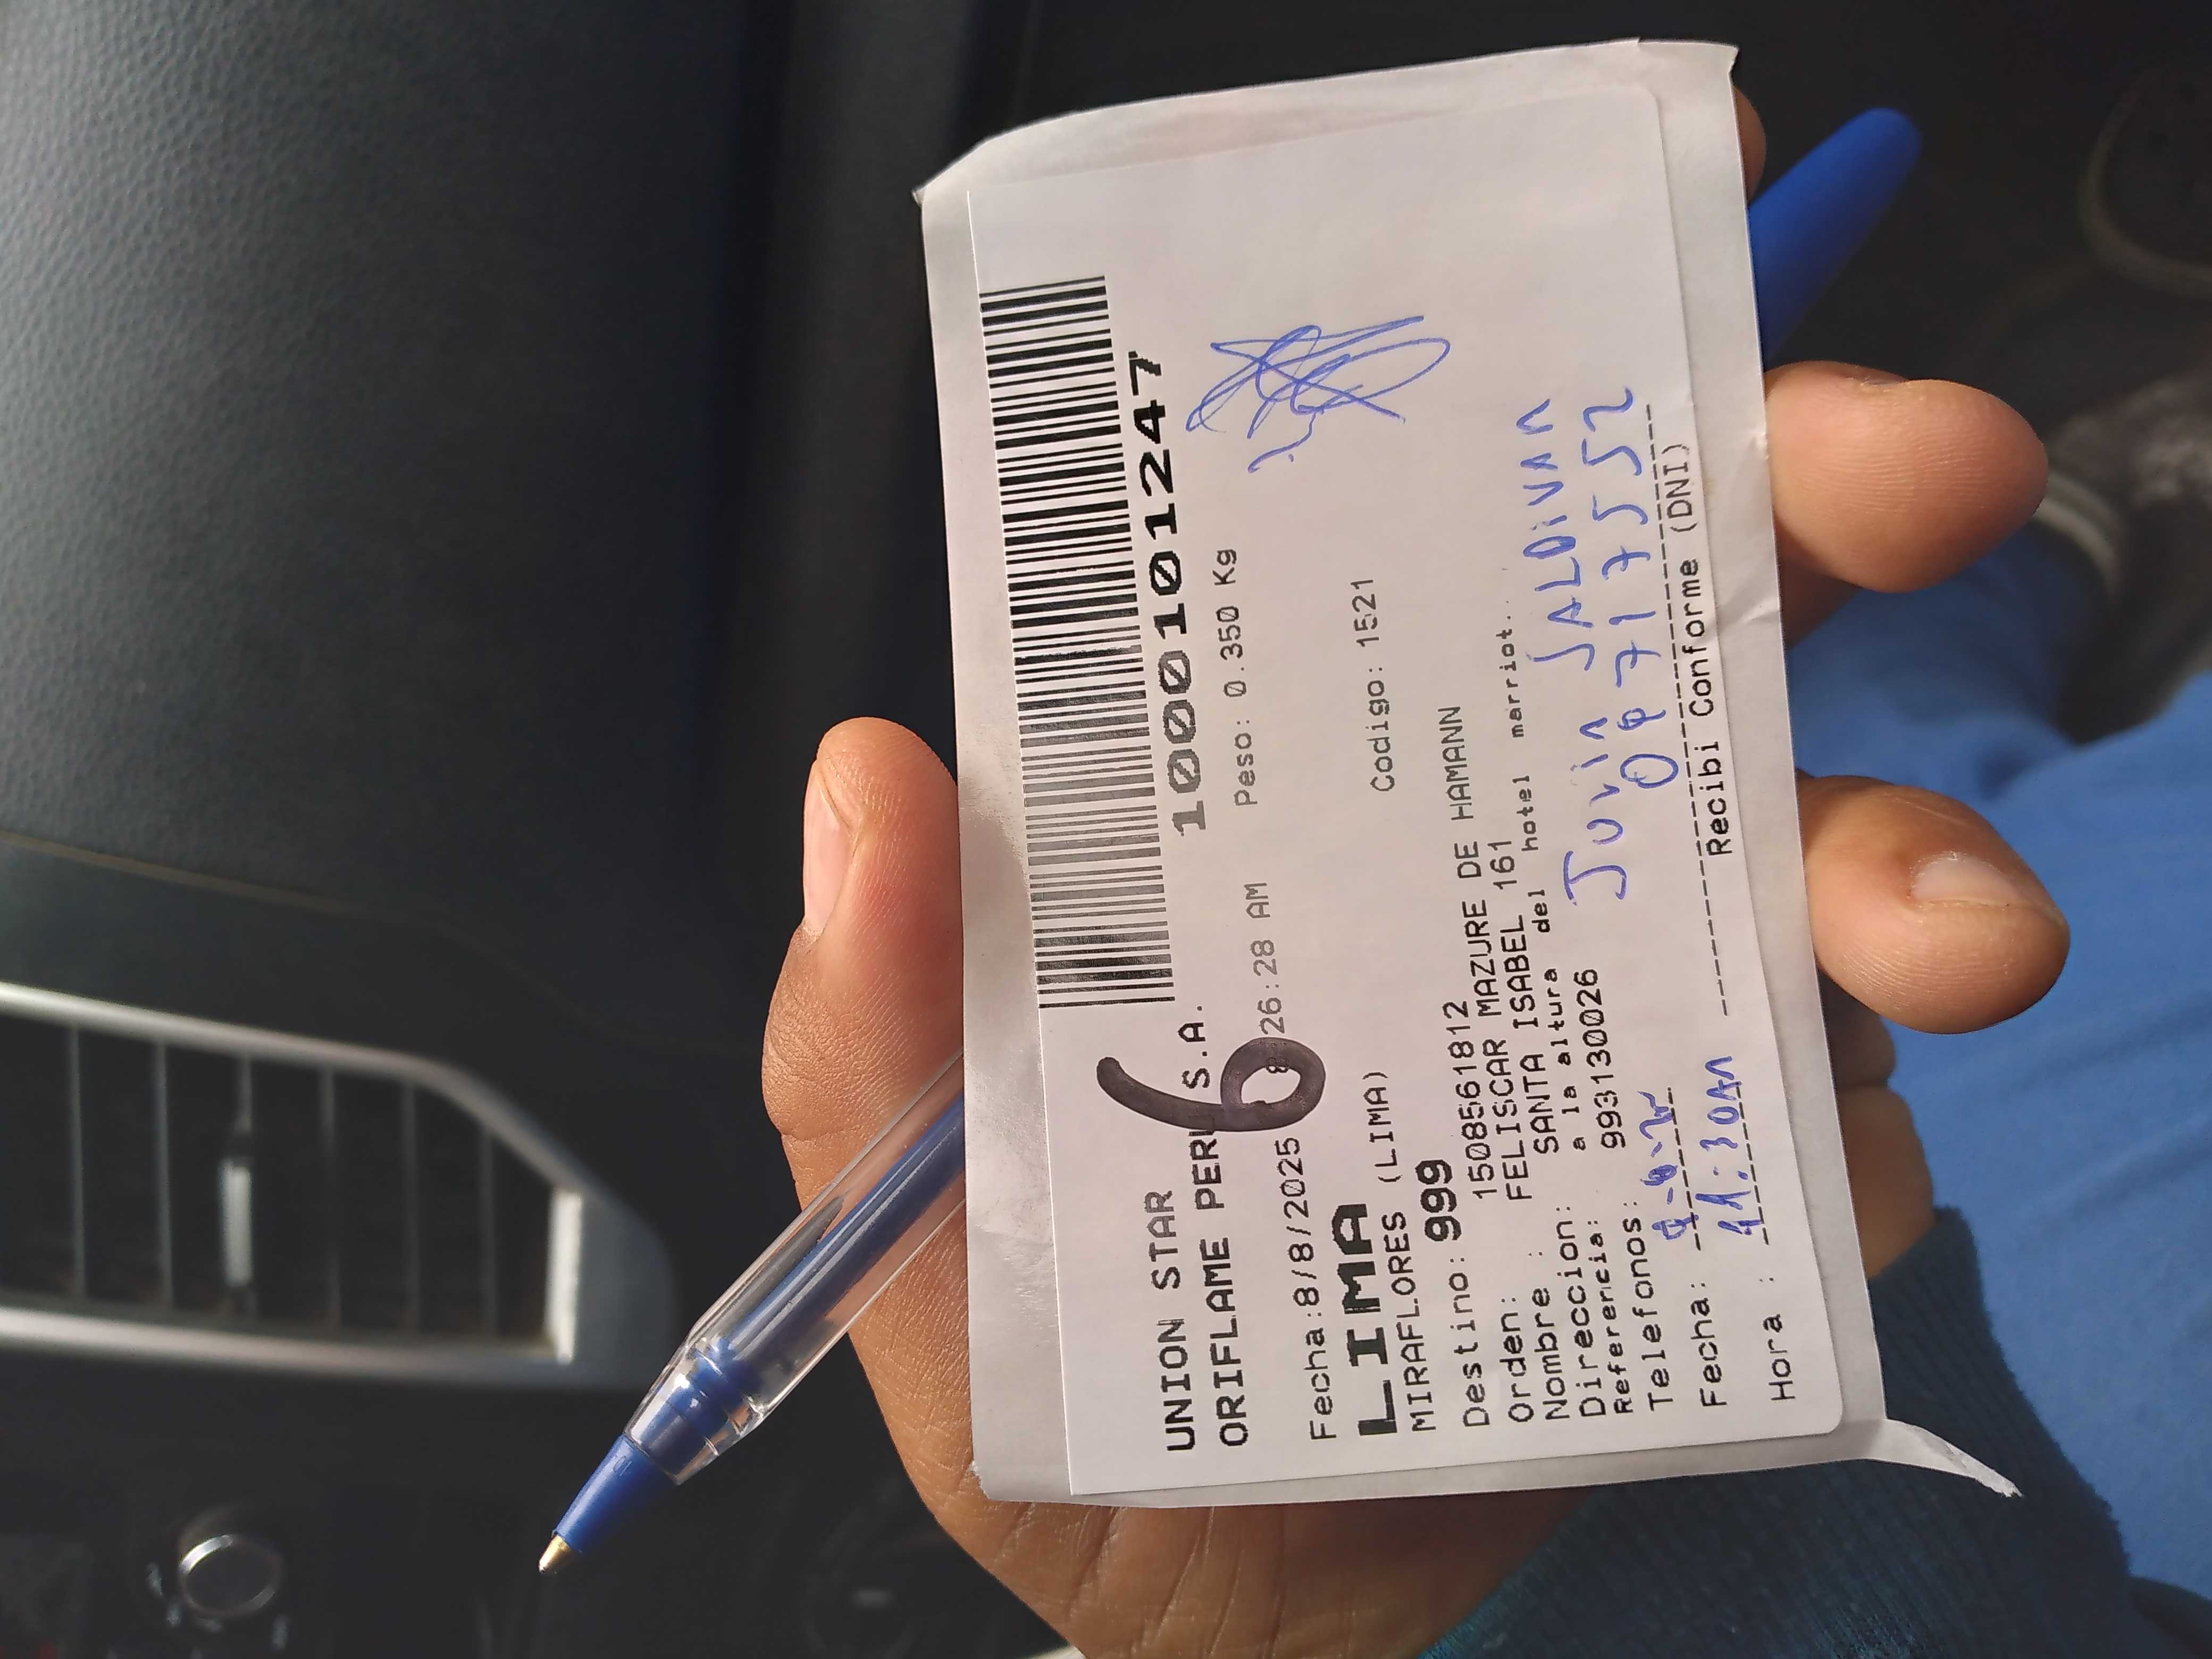 1000101247
UNION STAR
ORIFLAME PERU S.A.
6
Fecha:8/8/2025 8:26:28 AM Peso: 0.350 Kg
LIMA
MIRAFLORES (LIMA) Codigo: 1521
Destino: 999
Orden: 1508561812
Nombre : FELISCAR MAZURE DE HAMANN
Direccion: SANTA ISABEL 161
Referencia: a la altura del hotel marriot.
Telefonos: 993130026
SALDIVAR
Fecha:
Hora : 11:30Am
Recibi Conforme (DNI)